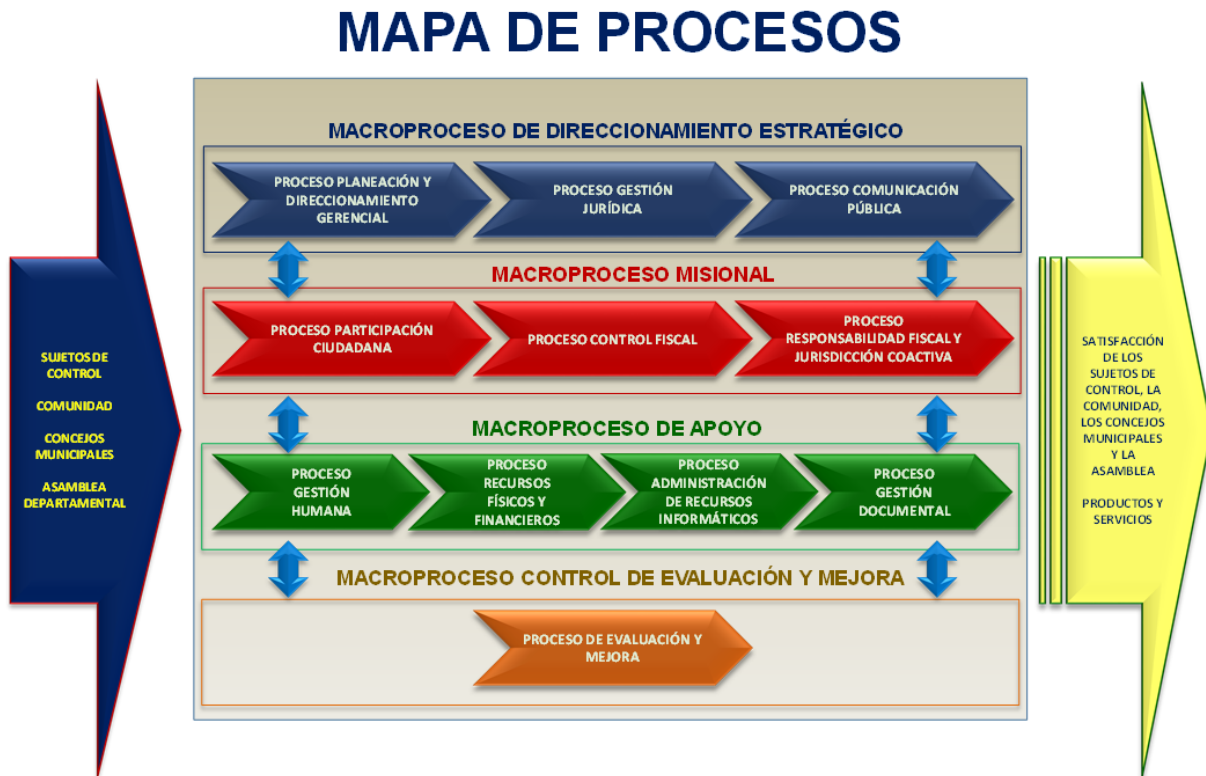 MAPA DE PROCESOS
SUJETOS DE
CONTROL
COMUNIDAD
CONCEJOS
MUNICIPALES
ASAMBLEA
DEPARTAMENTAL
MACROPROCESO DE DIRECCIONAMIENTO ESTRATÉGICO
PROCESO PLANEACIÓN Y
DIRECCIONAMIENTO
GERENCIAL
PROCESO GESTIÓN
JURÍDICA
PROCESO COMUNICACIÓN
PÚBLICA
MACROPROCESO MISIONAL
PROCESO PARTICIPACIÓN
CIUDADANA
PROCESO CONTROL FISCAL
PROCESO
RESPONSABILIDAD FISCAL Y
JURISDICCIÓN COACTIVA
MACROPROCESO DE APOYO
PROCESO
GESTIÓN
HUMANA
PROCESO
RECURSOS
FÍSICOS Y
FINANCIEROS
PROCESO
ADMINISTRACIÓN
DE RECURSOS
INFORMÁTICOS
PROCESO
GESTIÓN
DOCUMENTAL
MACROPROCESO CONTROL DE EVALUACIÓN Y MEJORA
PROCESO DE EVALUACIÓN Y
MEJORA
SATISFACCIÓN
DE LOS
SUJETOS DE
CONTROL, LA
COMUNIDAD,
LOS CONCEJOS
MUNICIPALES
Y LA
ASAMBLEA
PRODUCTOS Y
SERVICIOS